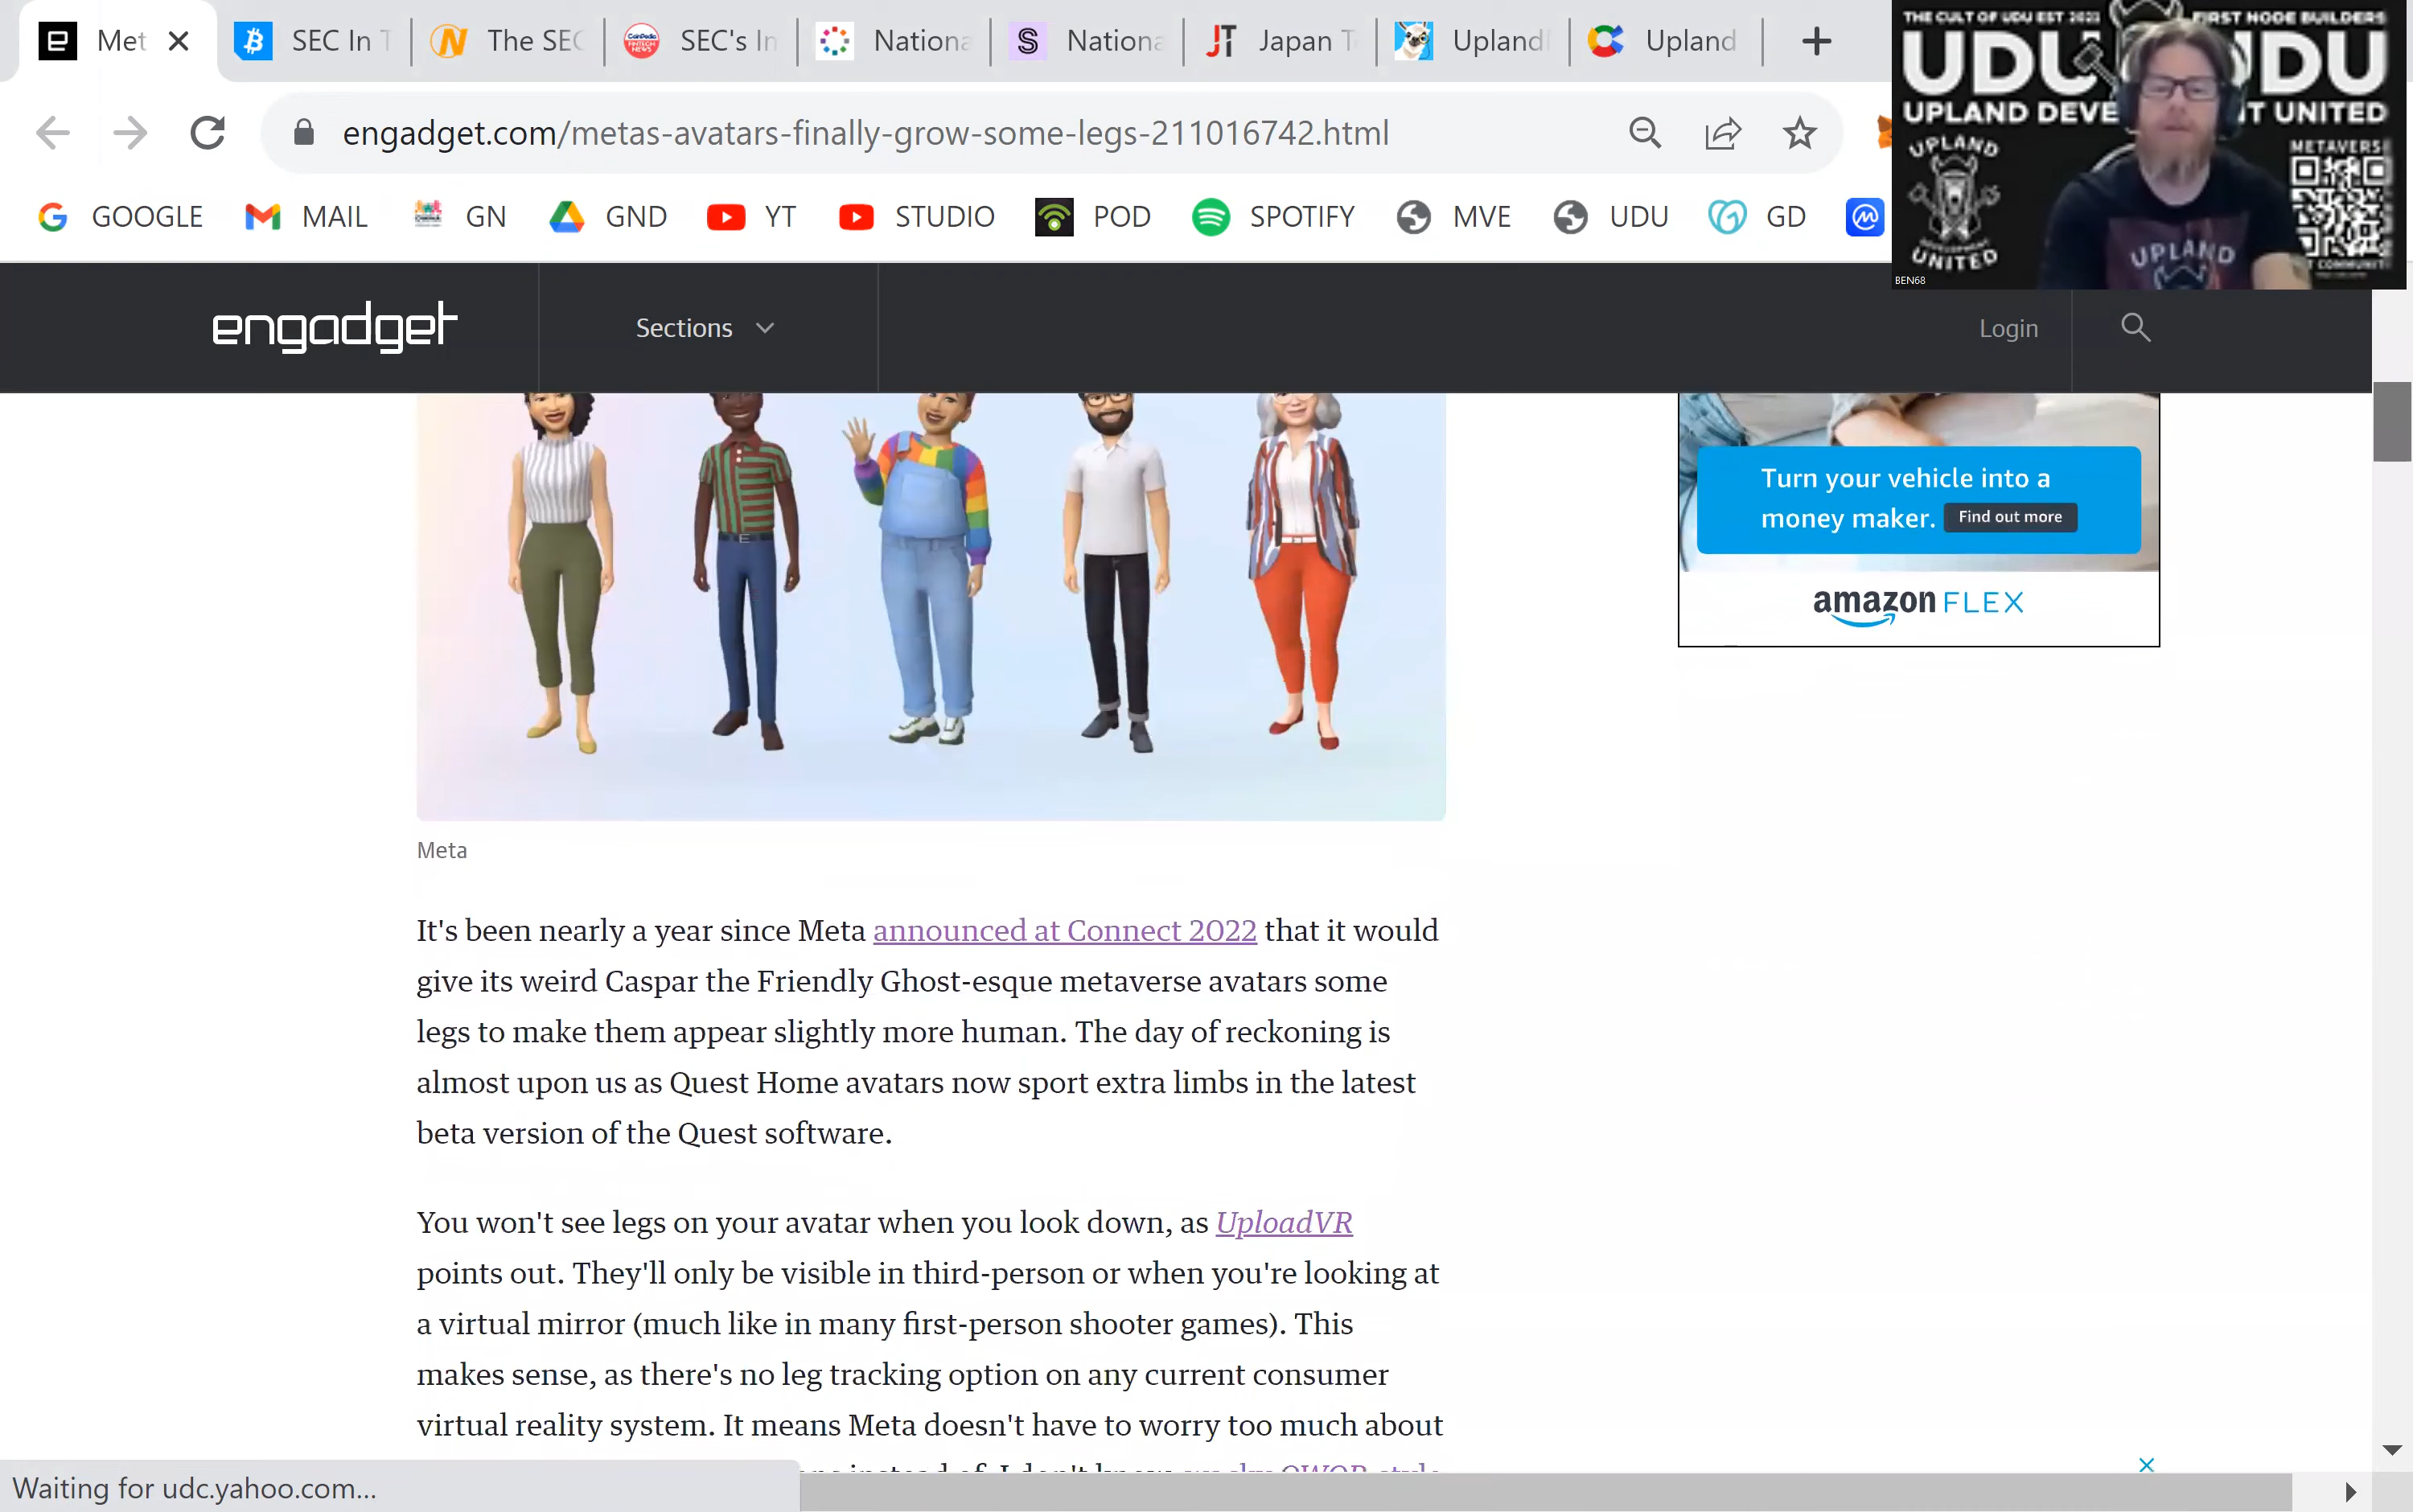 Met
SEC In T
The SEC
SEC's In
Nationa
Nationa
Japan T
Upland
Upland
engadget.com/metas-avatars-finally-grow-some-legs-211016742.html
GOOGLE
MAIL
GN
GND
YT
STUDIO
POD
SPOTIFY
MVE
UDU
GD
THE CULT OF UDU EST 2021
FIRST NODE BUILDERS
UDU
UDU
UPLAND DEVE
T UNITED
UPLAND
UNITED
METAVERS
UPLAND
BEN68
engadget
Sections
Login
Turn your vehicle into a
money maker. Find out more
amazon FLEX
Meta
It's been nearly a year since Meta announced at Connect 2022 that it would
give its weird Caspar the Friendly Ghost-esque metaverse avatars some
legs to make them appear slightly more human. The day of reckoning is
almost upon us as Quest Home avatars now sport extra limbs in the latest
beta version of the Quest software.
You won't see legs on your avatar when you look down, as UploadVR
points out. They'll only be visible in third-person or when you're looking at
a virtual mirror (much like in many first-person shooter games). This
makes sense, as there's no leg tracking option on any current consumer
virtual reality system. It means Meta doesn't have to worry too much about
instead of, I don't know, wacky QWOP-style
Waiting for udc.yahoo.com...